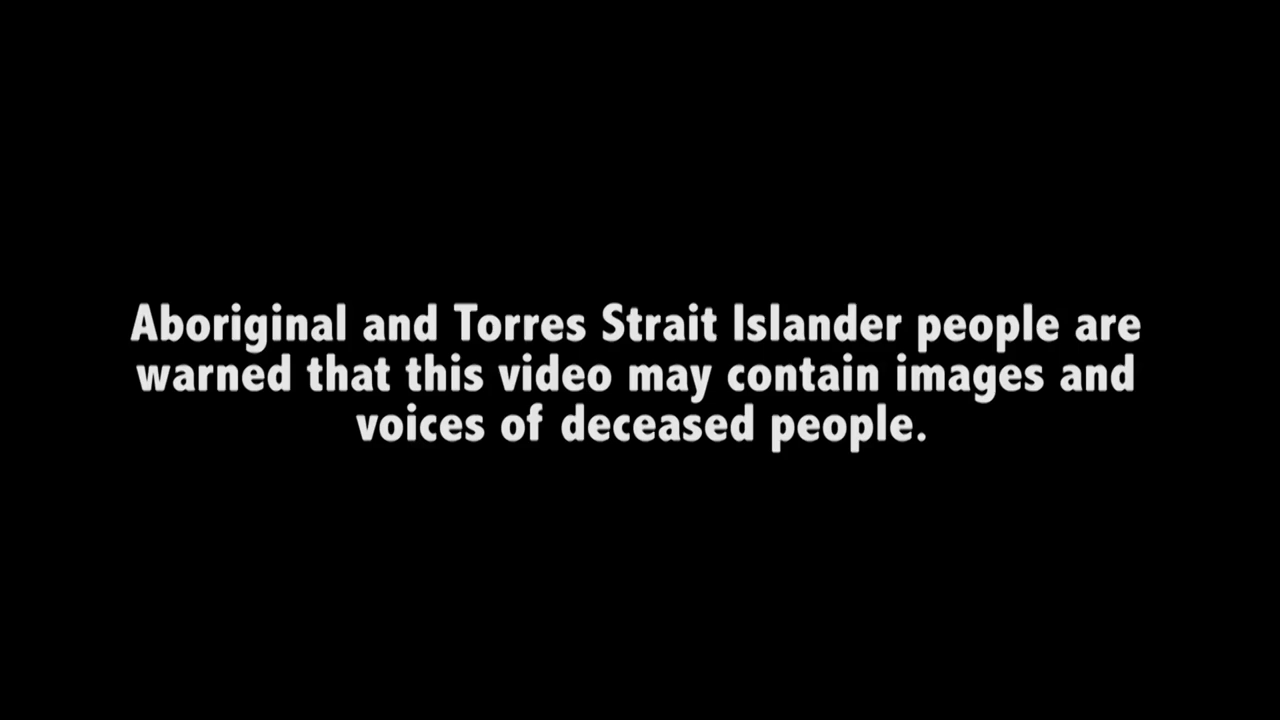 Aboriginal and Torres Strait Islander people are
warned that this video may contain images and
voices of deceased people.